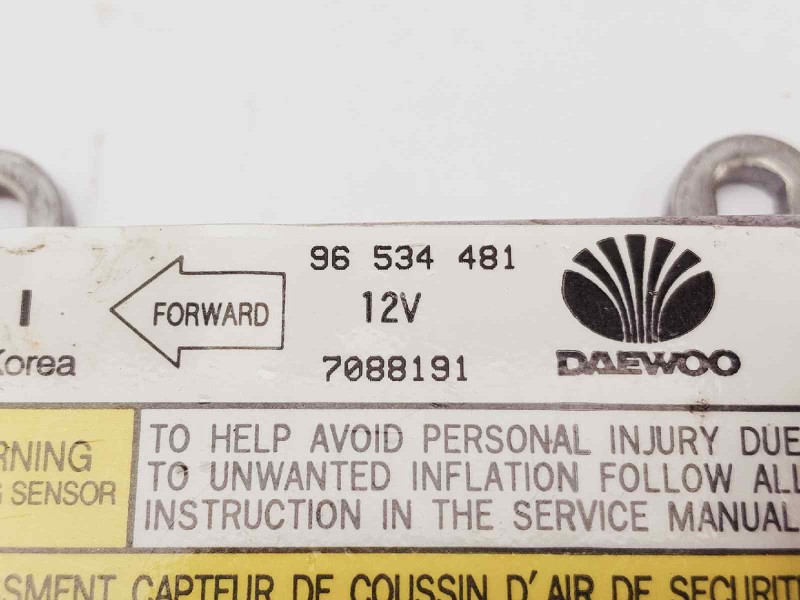 96 534 481
I
FORWARD
12V
Korea
7088191
DAEWOO
TO HELP AVOID PERSONAL INJURY DUE
SENSOR
TO UNWANTED INFLATION FOLLOW ALL
INSTRUCTION IN THE SERVICE MANUAL
CAPTEUR DE COUSSIN D'AIR DE